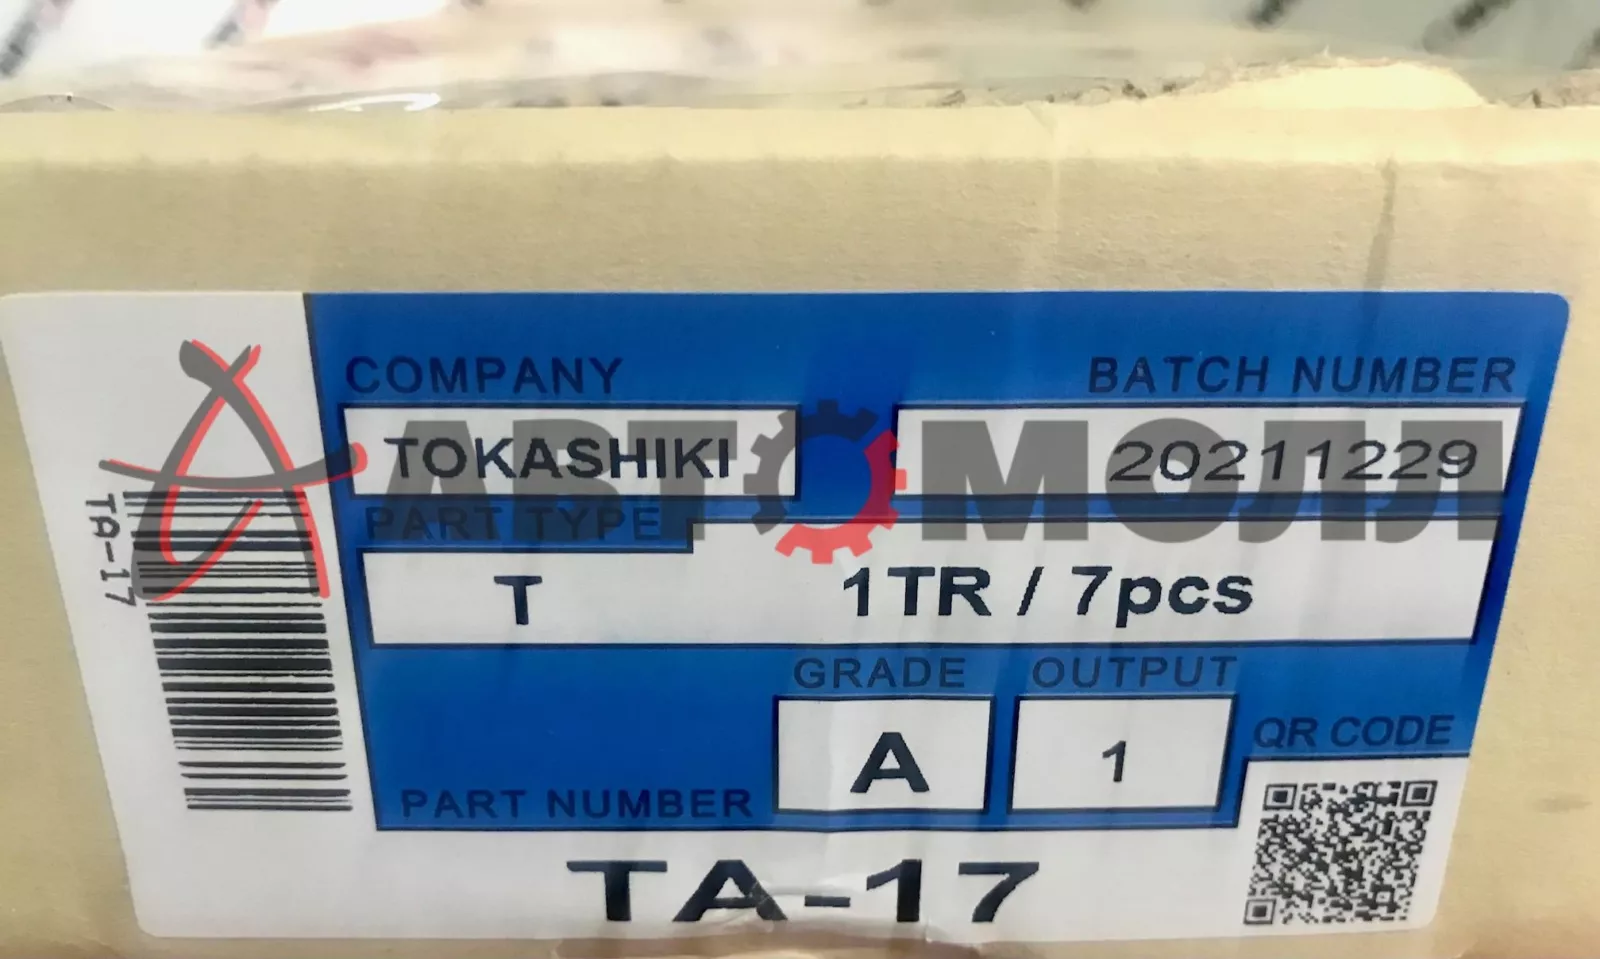 COMPANY
BATCH NUMBER
TOKASHIKI
20211229
АВТОМОЛЛ
PART TYPE
T
1TR / 7pcs
GRADE
OUTPUT
A
1
QR CODE
PART NUMBER
TA-17
TA-17